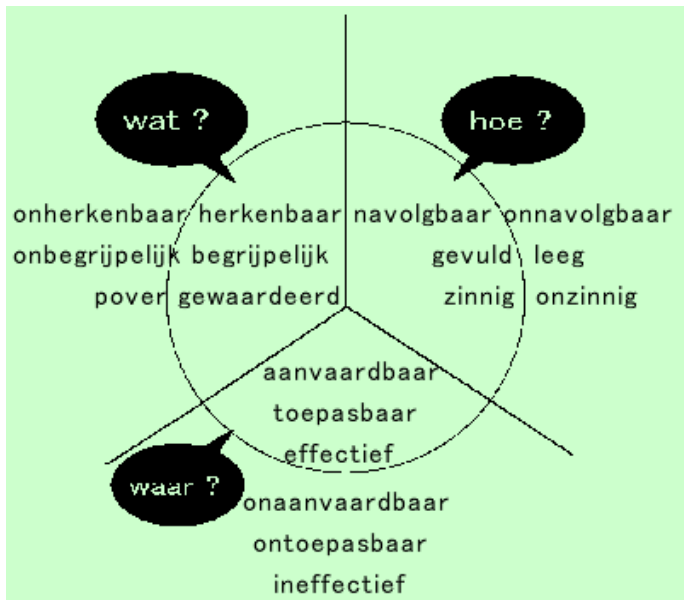 wat ?
hoe ?
onherkenbaar herkenbaar navolgbaar onnavolgbaar
onbegrijpelijk begrijpelijk gevuld leeg
pover gewaardeerd zinnig onzinnig
aanvaardbaar
toepasbaar
effectief
waar ?
onaanvaardbaar
ontoepasbaar
ineffectief